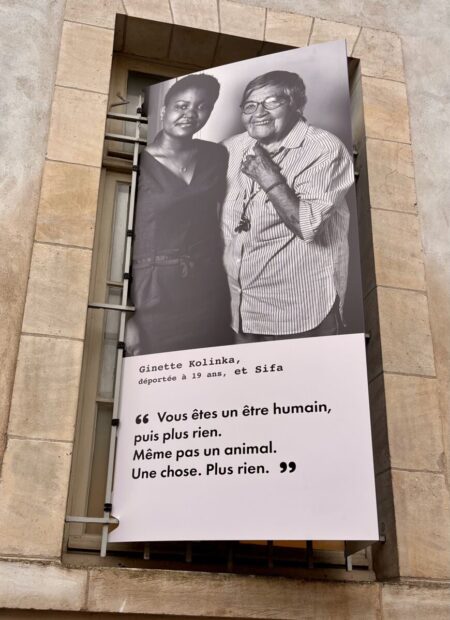 Ginette Kolinka,
déportée à 19 ans, et Sifa
“ Vous êtes un être humain,
puis plus rien.
Même pas un animal.
Une chose. Plus rien. ”